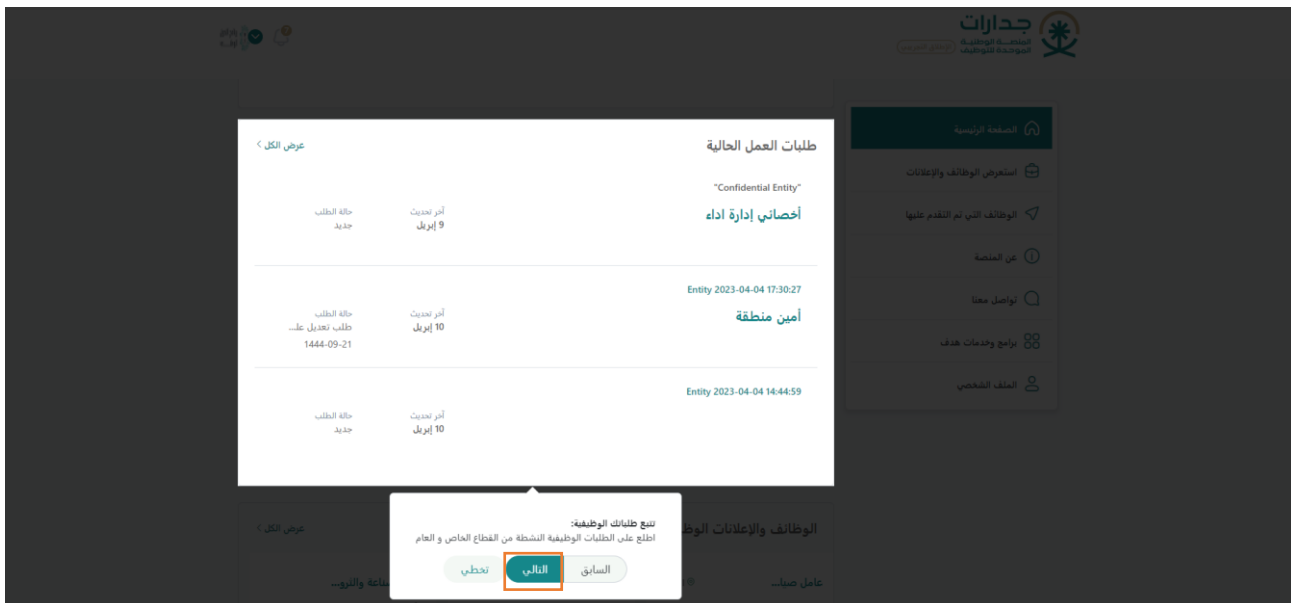 جدارات
المنصة الوطنية
الموحدة للتوظيف
الصفحة الرئيسية
استعرض الوظائف والإعلانات
الوظائف التي تم التقدم عليها
عن المنصة
تواصل معنا
برامج وخدمات هدف
الملف الشخصي
طلبات العمل الحالية
عرض الكل
"Confidential Entity"
أخصائي إدارة اداء
آخر تحديث
9 إبريل
حالة الطلب
جديد
Entity 2023-04-04 17:30:27
أمين منطقة
آخر تحديث
10 إبريل
حالة الطلب
طلب تعديل علـ...
1444-09-21
Entity 2023-04-04 14:44:59
آخر تحديث
10 إبريل
حالة الطلب
جديد
الوظائف والإعلانات الوظ
عرض الكل
تتبع طلباتك الوظيفية:
اطلع على الطلبات الوظيفية النشطة من القطاع الخاص و العام
السابق
التالي
تخطي
عامل صيانـ...
ناعة والترو...